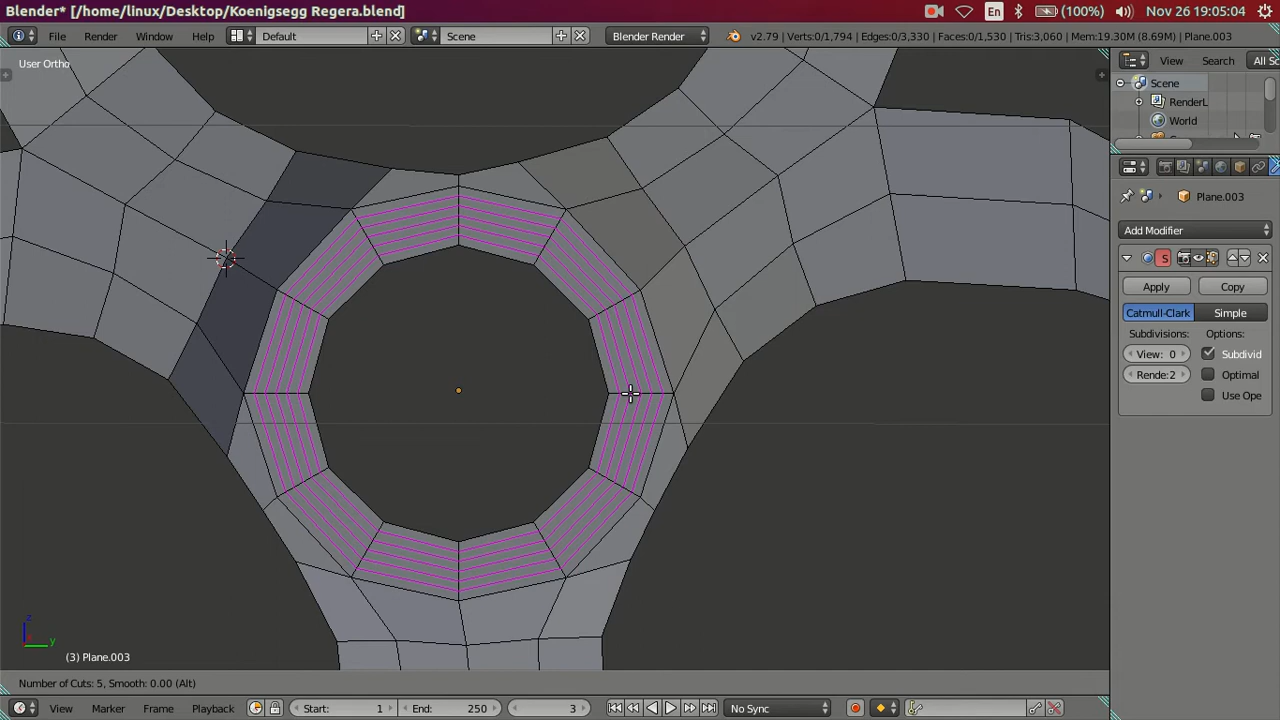 Blender* [/home/linux/Desktop/Koenigsegg Regera.blend]
En (100%) Nov 26 19:05:04
File Render Window Help Default Scene Blender Render v2.79 | Verts:0/1,794 | Edges:0/3,330 | Faces:0/1,530 | Tris:3,060 | Mem:19.30M (8.69M) | Plane.003
User Ortho
View Search All Sc
Scene
RenderL
World
Plane.003
Add Modifier
S
Apply Copy
Catmull-Clark Simple
Subdivisions: Options:
View: 0 Subdivid
Rende:2 Optimal
Use Ope
z
y
(3) Plane.003
Number of Cuts: 5, Smooth: 0.00 (Alt)
View Marker Frame Playback Start: 1 End: 250 3 No Sync